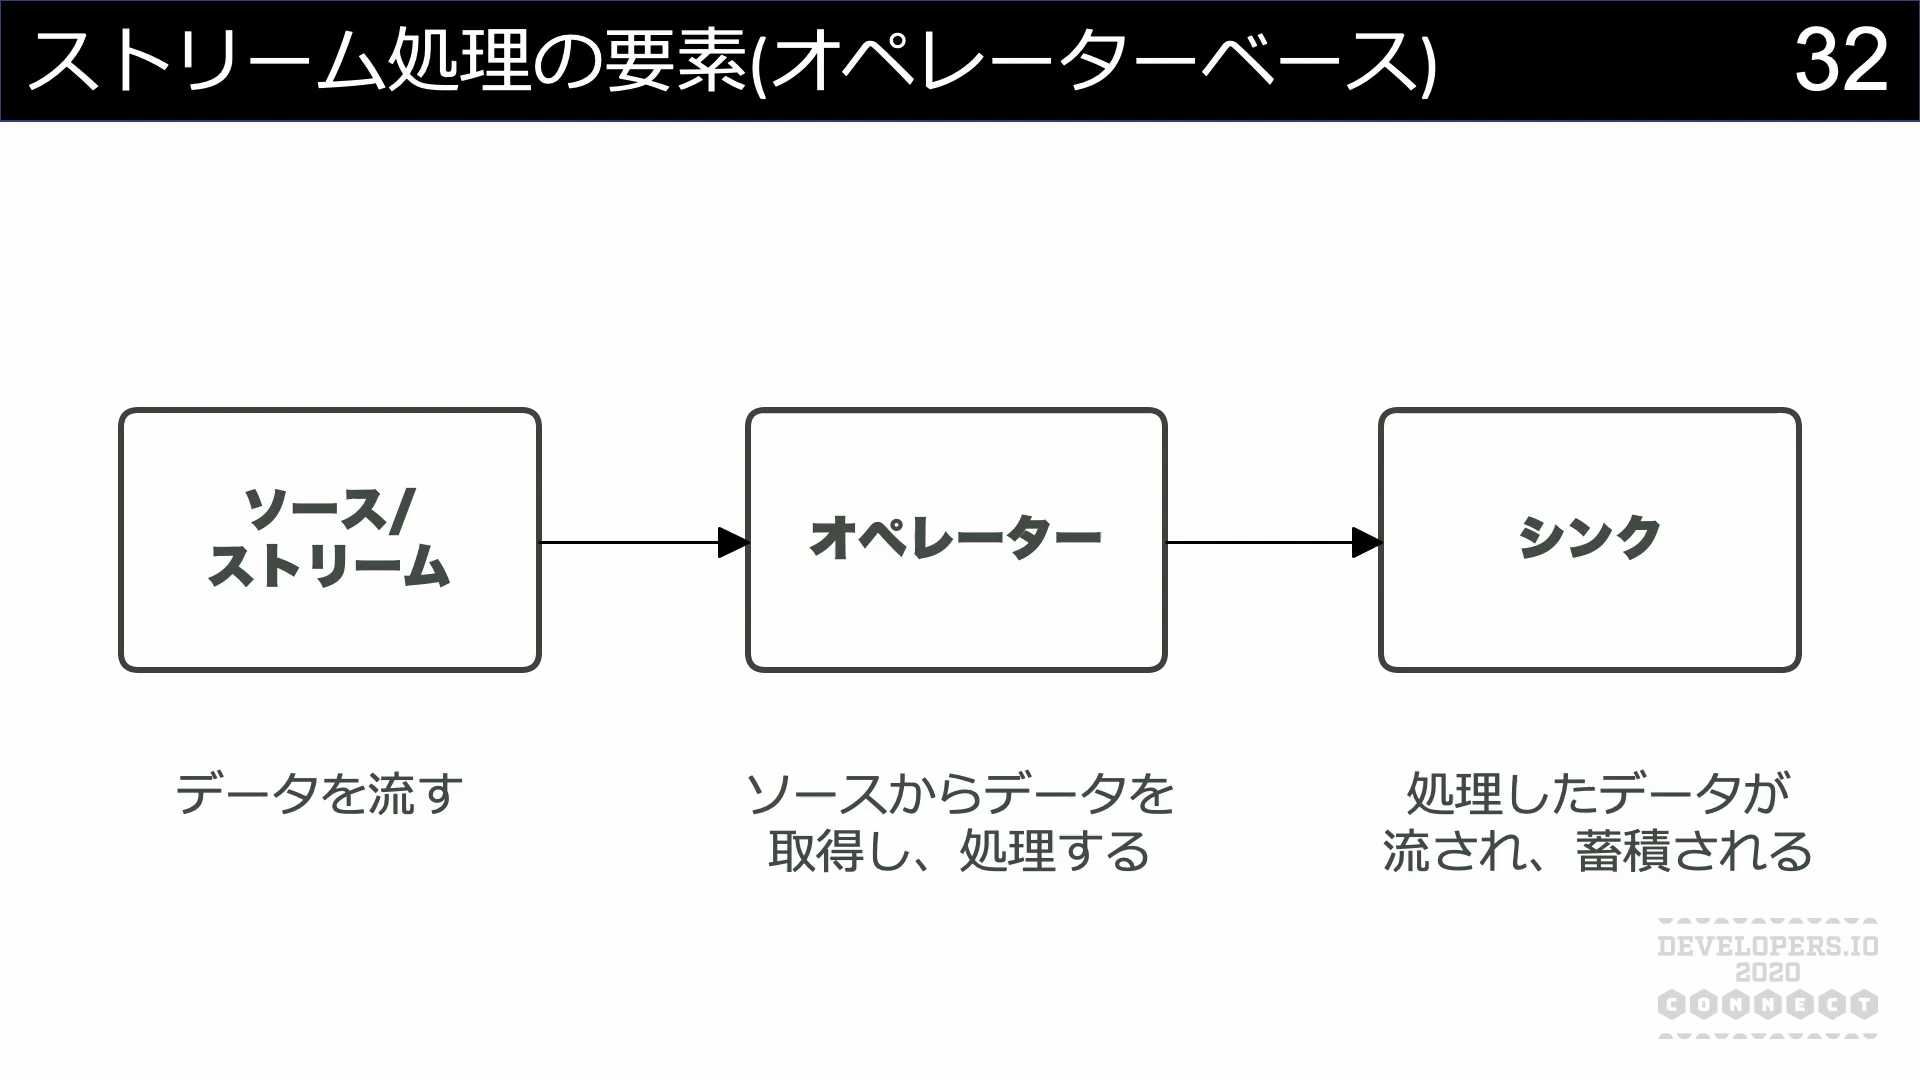 ストリーム処理の要素(オペレーターベース)
32
ソース/
ストリーム
オペレーター
シンク
データを流す
ソースからデータを
取得し、処理する
処理したデータが
流され、蓄積される
DEVELOPERS.IO
2020
CONNECT